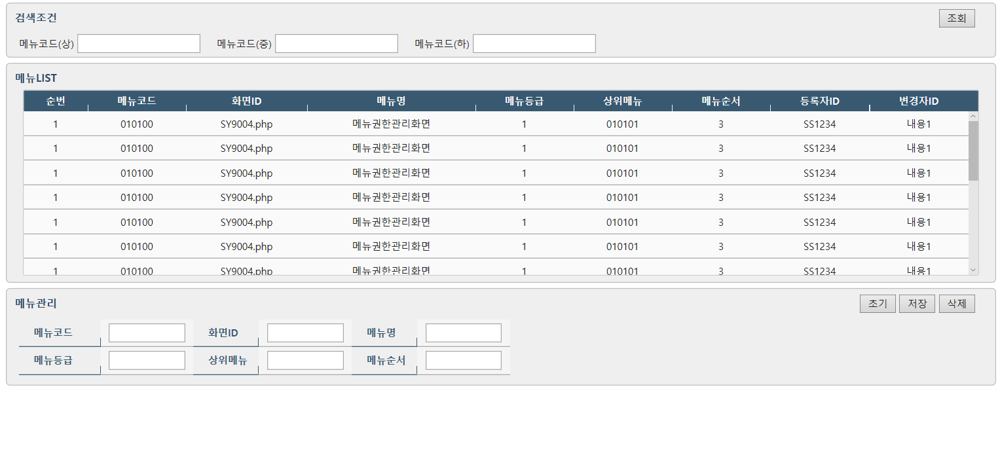 검색조건 조회
메뉴코드(상) 메뉴코드(중) 메뉴코드(하)
메뉴LIST
순번 메뉴코드 화면ID 메뉴명 메뉴등급 상위메뉴 메뉴순서 등록자ID 변경자ID
1 010100 SY9004.php 메뉴권한관리화면 1 010101 3 SS1234 내용1
1 010100 SY9004.php 메뉴권한관리화면 1 010101 3 SS1234 내용1
1 010100 SY9004.php 메뉴권한관리화면 1 010101 3 SS1234 내용1
1 010100 SY9004.php 메뉴권한관리화면 1 010101 3 SS1234 내용1
1 010100 SY9004.php 메뉴권한관리화면 1 010101 3 SS1234 내용1
1 010100 SY9004.php 메뉴권한관리화면 1 010101 3 SS1234 내용1
1 010100 SY9004.php 메뉴권한관리화면 1 010101 3 SS1234 내용1
메뉴관리 초기 저장 삭제
메뉴코드 화면ID 메뉴명
메뉴등급 상위메뉴 메뉴순서